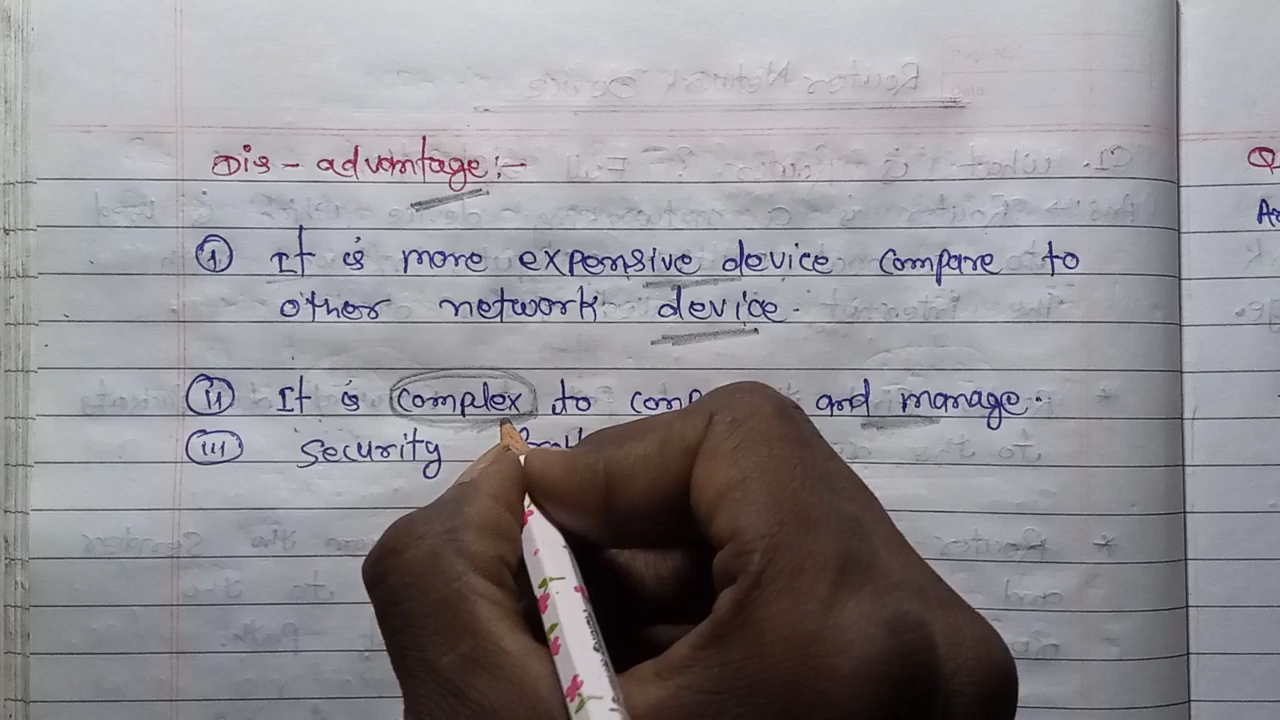 Dis - advantage :-
(i) It is more expensive device compare to
other network device.
(ii) It is complex to and manage.
(iii) Security
Q